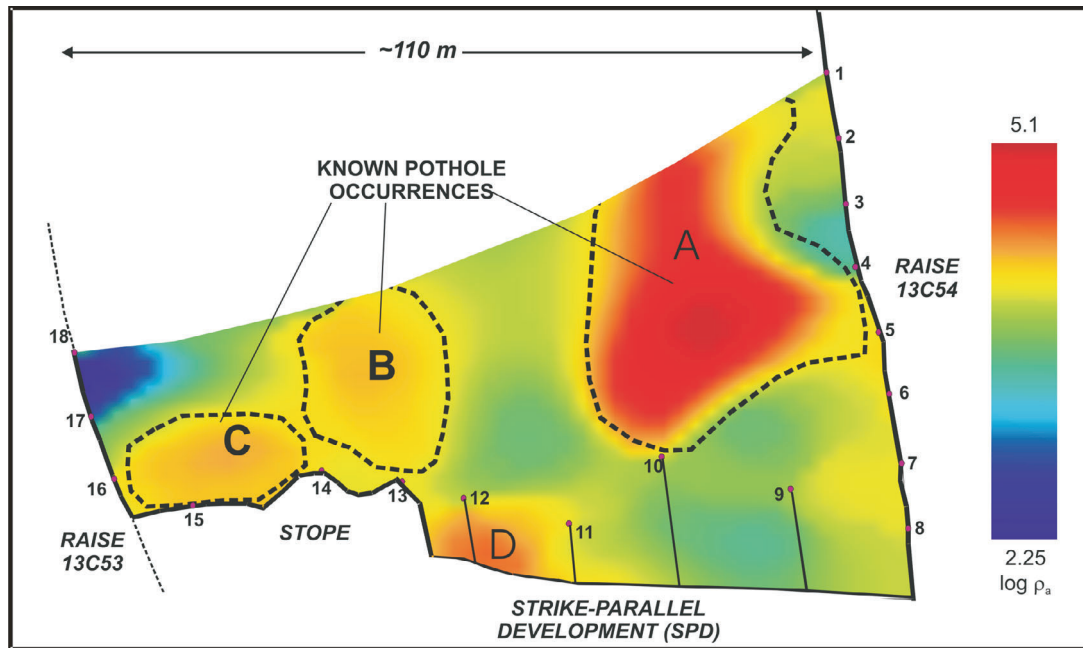 ~110 m
1
5.1
2
KNOWN POTHOLE
OCCURRENCES
3
A
4
RAISE
13C54
18
5
B
6
17
C
10
7
16
14
13
9
12
15
11
8
STOPE
D
RAISE
13C53
2.25
log ρa
STRIKE-PARALLEL
DEVELOPMENT (SPD)